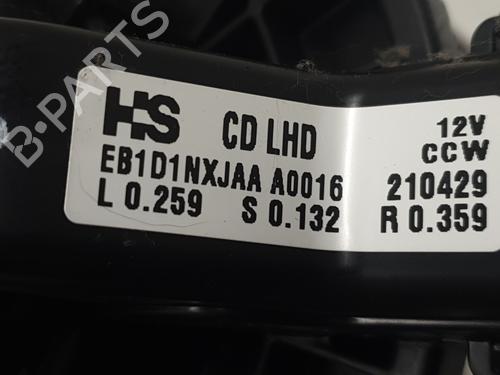 B-PARTS
HS CD LHD 12V
CCW
EB1D1NXJAA A0016 210429
L 0.259 S 0.132 R 0.359